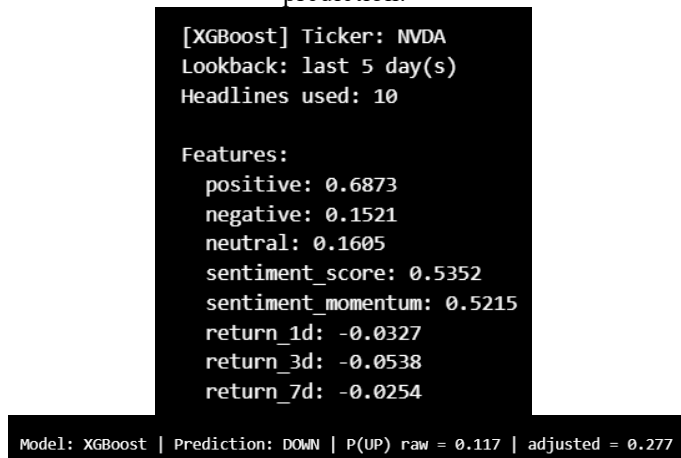 [XGBoost] Ticker: NVDA
Lookback: last 5 day(s)
Headlines used: 10
Features:
positive: 0.6873
negative: 0.1521
neutral: 0.1605
sentiment_score: 0.5352
sentiment_momentum: 0.5215
return_1d: -0.0327
return_3d: -0.0538
return_7d: -0.0254
Model: XGBoost | Prediction: DOWN | P(UP) raw = 0.117 | adjusted = 0.277